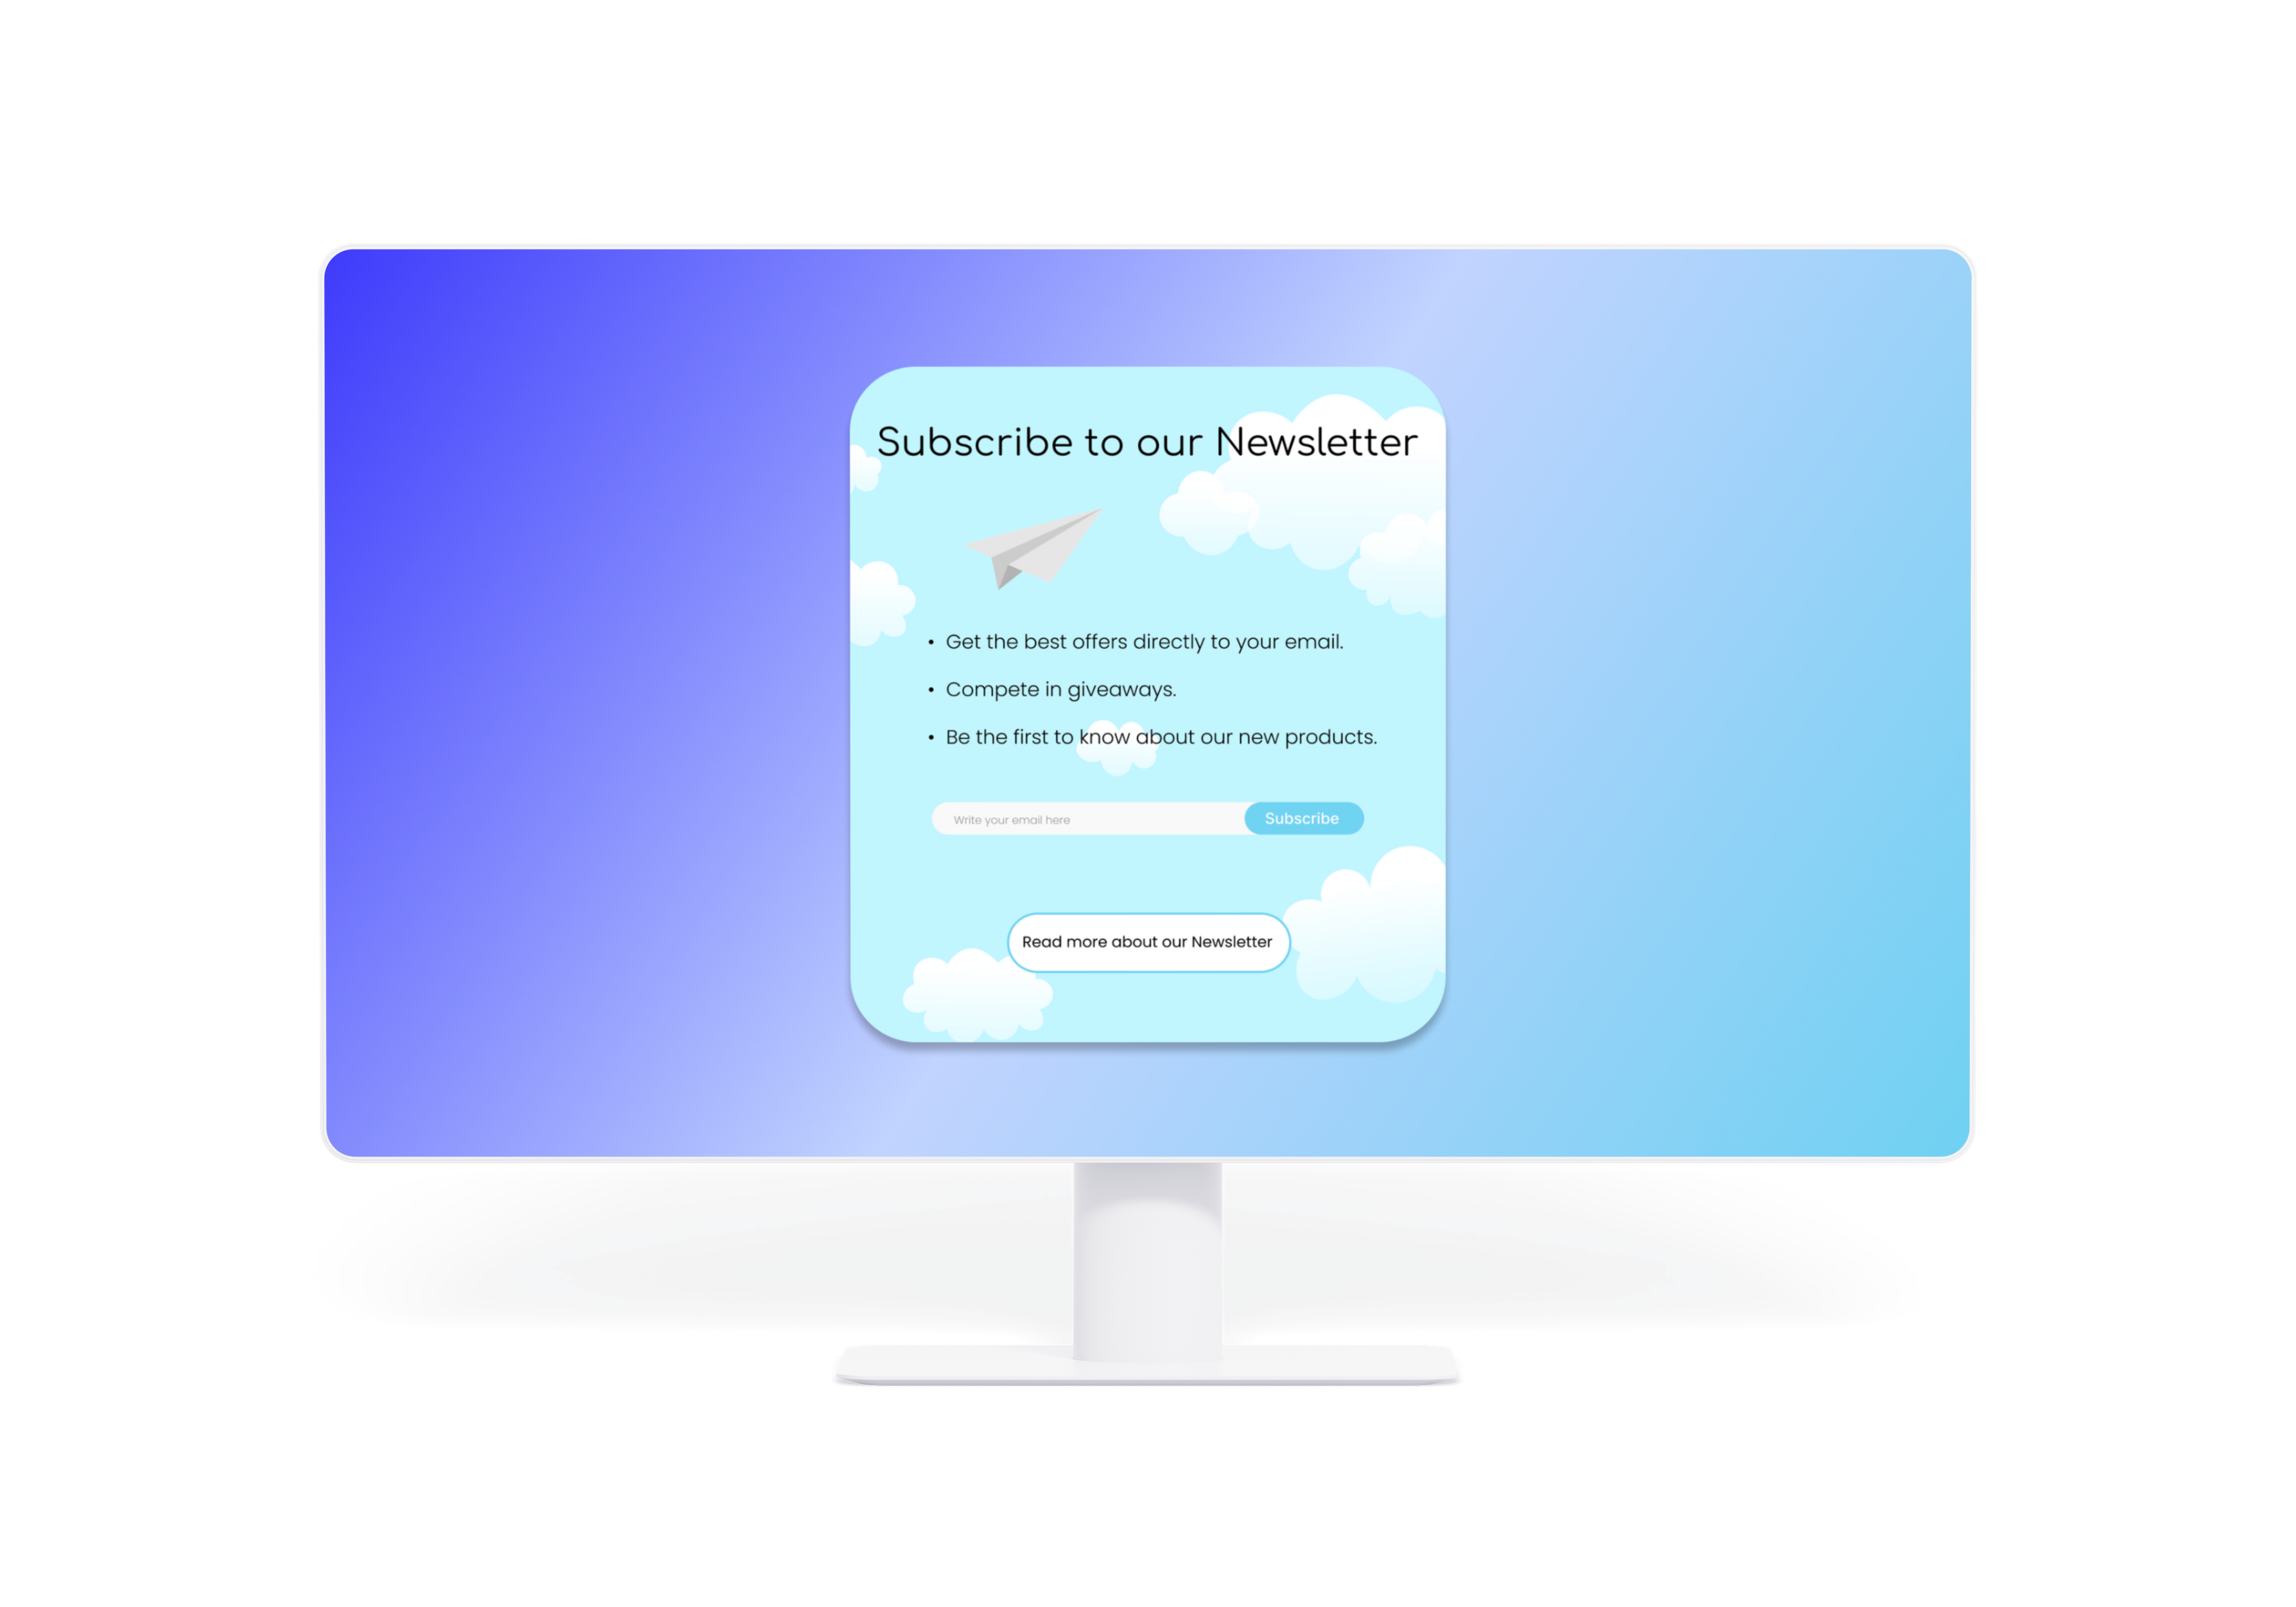 Subscribe to our Newsletter
• Get the best offers directly to your email.
• Compete in giveaways.
• Be the first to know about our new products.
Write your email here
Subscribe
Read more about our Newsletter